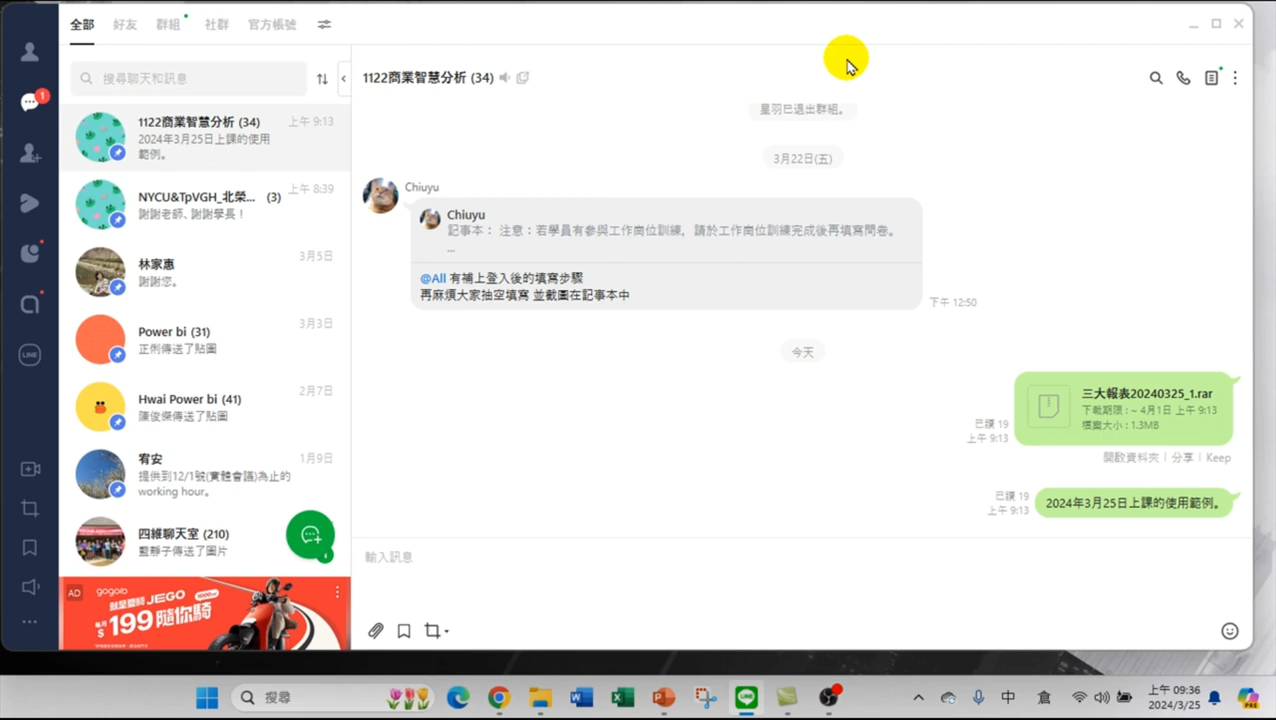 全部 好友 群組 社群 官方帳號
搜尋聊天和訊息
1122商業智慧分析 (34) 上午 9:13
2024年3月25日上課的使用
範例。
NYCU&TpVGH_北榮... (3) 上午 8:39
謝謝老師、謝謝學長！
林家惠 3月5日
謝謝您。
Power bi (31) 3月3日
正俐傳送了貼圖
Hwai Power bi (41) 2月7日
陳俊傑傳送了貼圖
宥安 1月9日
提供到12/1號(實體會議)為止的
working hour。
四維聊天室 (210)
藍靜子傳送了圖片
AD gogoro
就是愛騎 JEGO
每月$199隨你騎
1
LINE
1122商業智慧分析 (34)
星羽已退出群組。
3月22日(五)
Chiuyu
Chiuyu
記事本： 注意：若學員有參與工作崗位訓練，請於工作崗位訓練完成後再填寫問卷。
...
@All 有補上登入後的填寫步驟
再麻煩大家抽空填寫 並截圖在記事本中
下午 12:50
今天
三大報表20240325_1.rar
下載期限：~ 4月1日 上午 9:13
檔案大小：1.3MB
已讀 19
上午 9:13
開啟資料夾 | 分享 | Keep
已讀 19
上午 9:13
2024年3月25日上課的使用範例。
輸入訊息
搜尋
中
倉
上午 09:36
2024/3/25
PRE